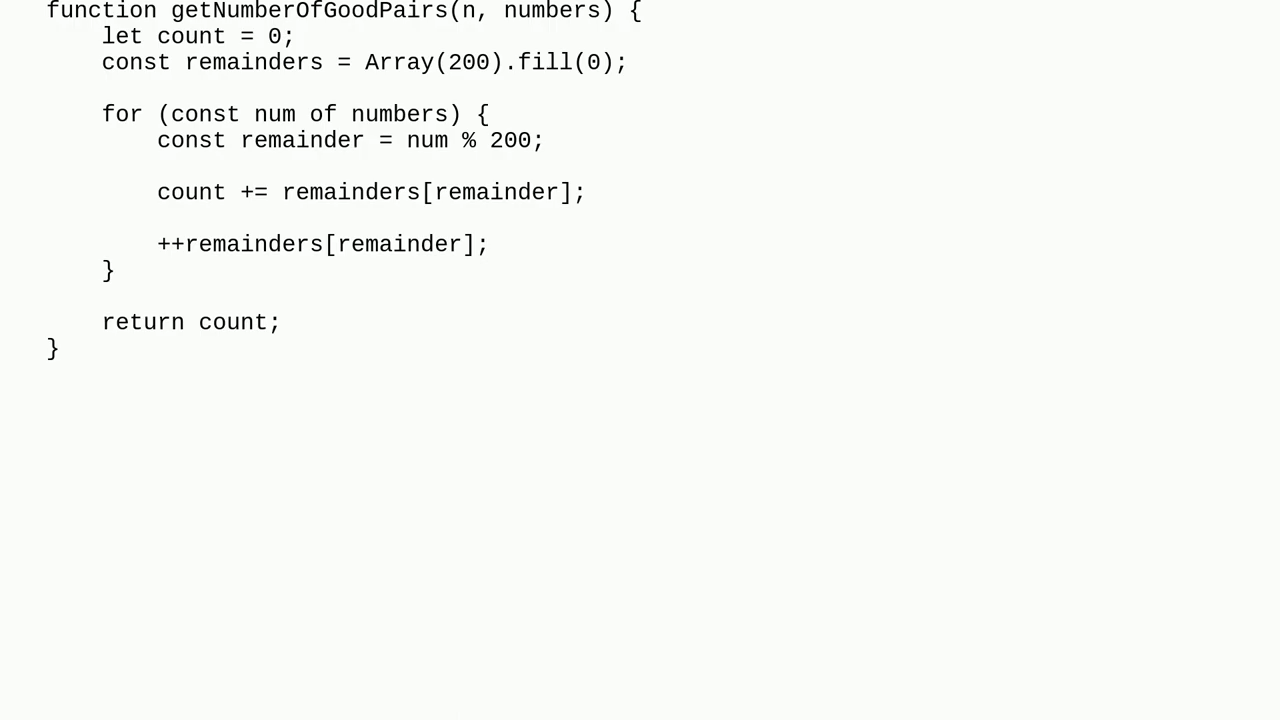 function getNumberOfGoodPairs(n, numbers) {
    let count = 0;
    const remainders = Array(200).fill(0);

    for (const num of numbers) {
        const remainder = num % 200;

        count += remainders[remainder];

        ++remainders[remainder];
    }

    return count;
}